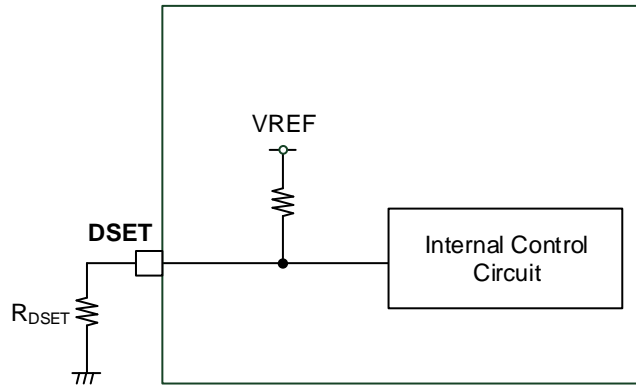 VREF
DSET
Internal Control
Circuit
RDSET